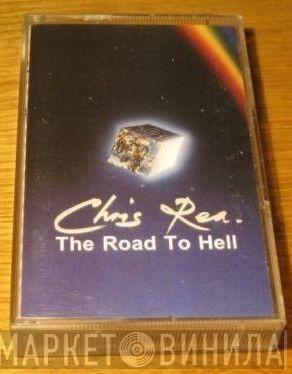 Chris Rea.
The Road To Hell
МАРКЕТ ВИНИЛА